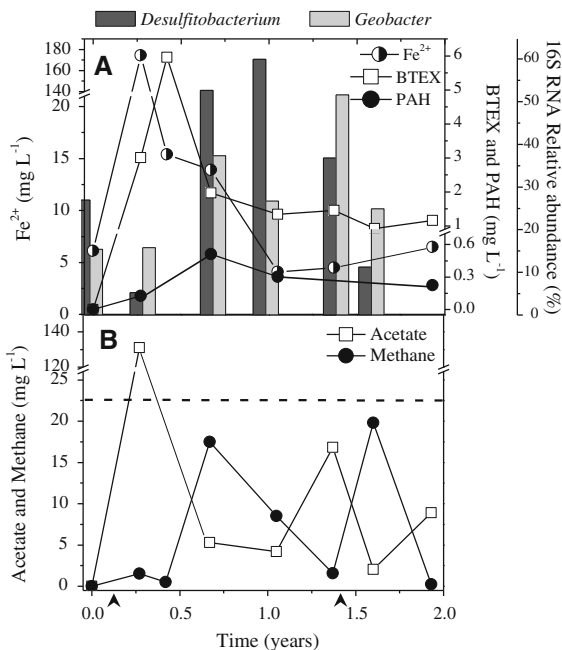 Desulfitobacterium Geobacter
A
Fe²⁺
BTEX
PAH
180
160
140
20
15
10
5
0
Fe²⁺ (mg L⁻¹)
6
5
4
3
2
1
0.6
0.3
0.0
BTEX and PAH (mg L⁻¹)
60
50
40
30
20
10
0
16S RNA Relative abundance (%)
B
Acetate
Methane
140
120
25
20
15
10
5
0
Acetate and Methane (mg L⁻¹)
0.0 0.5 1.0 1.5 2.0
Time (years)